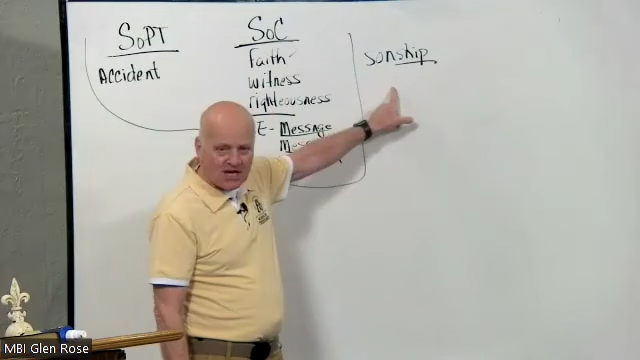 SoPT
Accident
SoC
Faith
witness
righteousness
E- Message
sonship
MBI Glen Rose